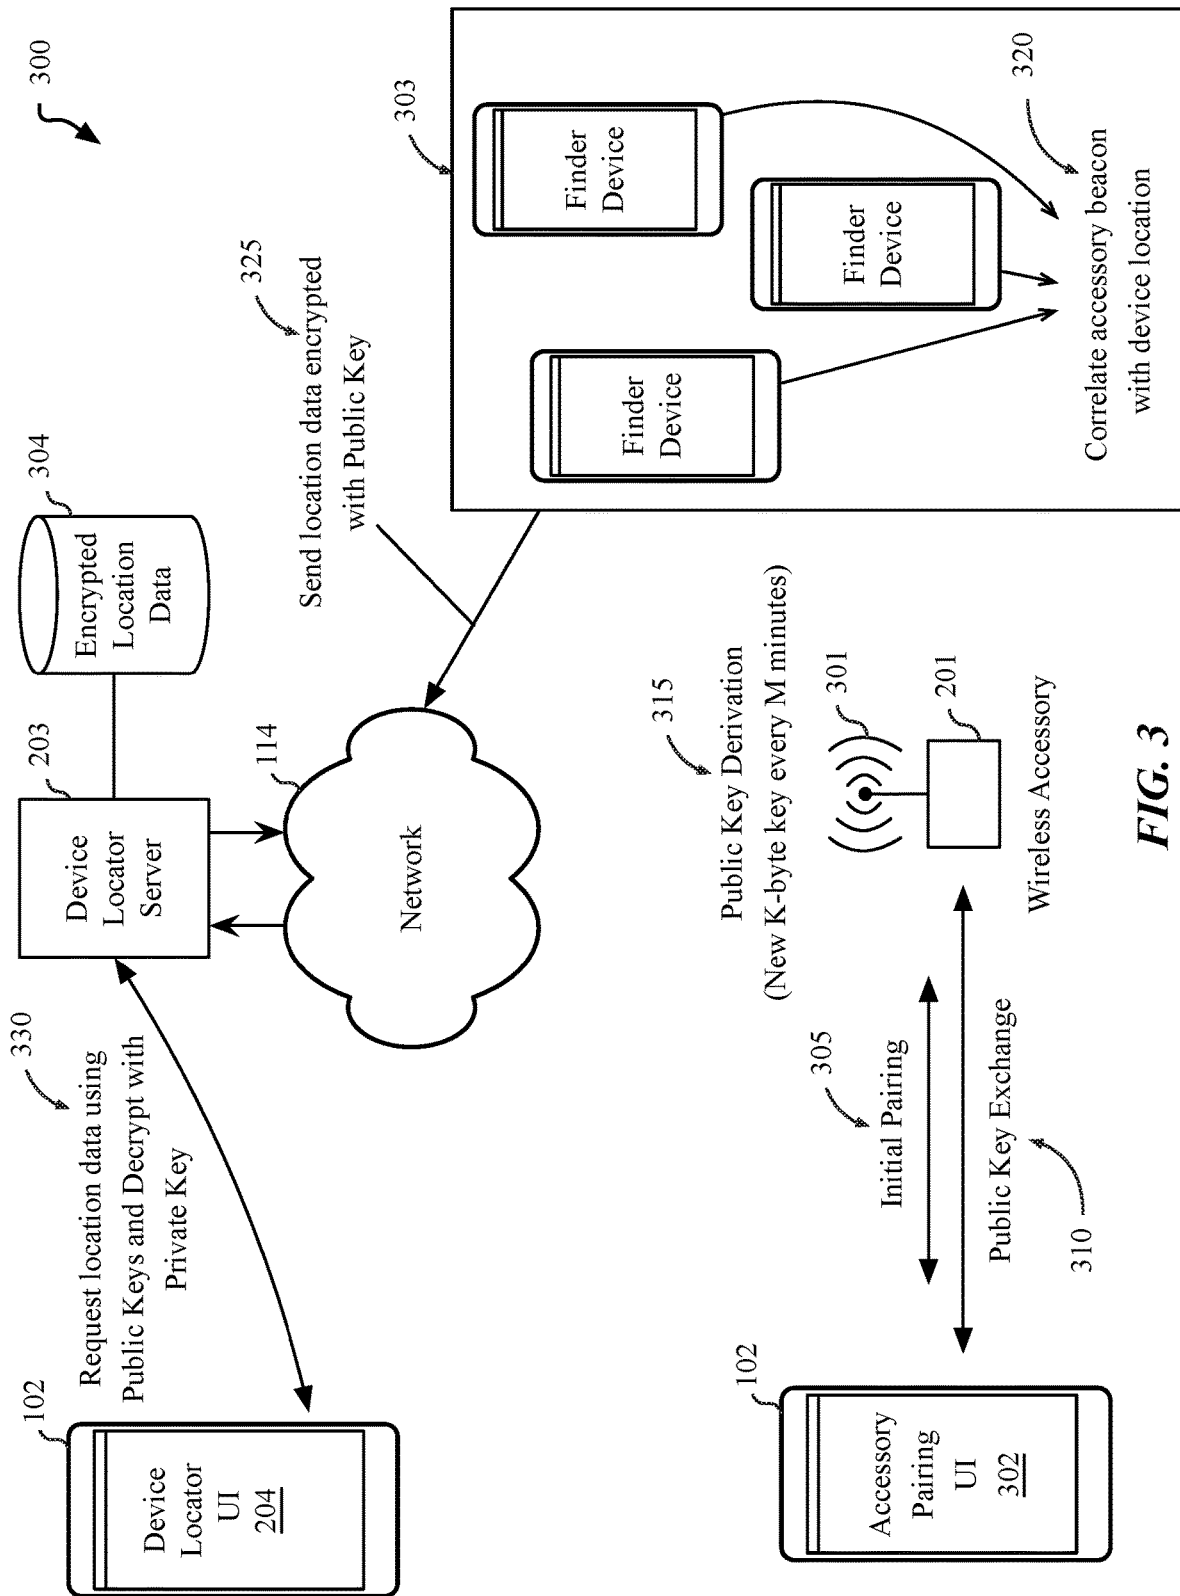 300
102
Device
Locator
UI
204
330
Request location data using
Public Keys and Decrypt with
Private Key
203
Device
Locator
Server
304
Encrypted
Location
Data
114
Network
325
Send location data encrypted
with Public Key
303
Finder
Device
Finder
Device
Finder
Device
320
Correlate accessory beacon
with device location
102
Accessory
Pairing
UI
302
305
Initial Pairing
Public Key Exchange
310
315
Public Key Derivation
(New K-byte key every M minutes)
301
201
Wireless Accessory
FIG. 3